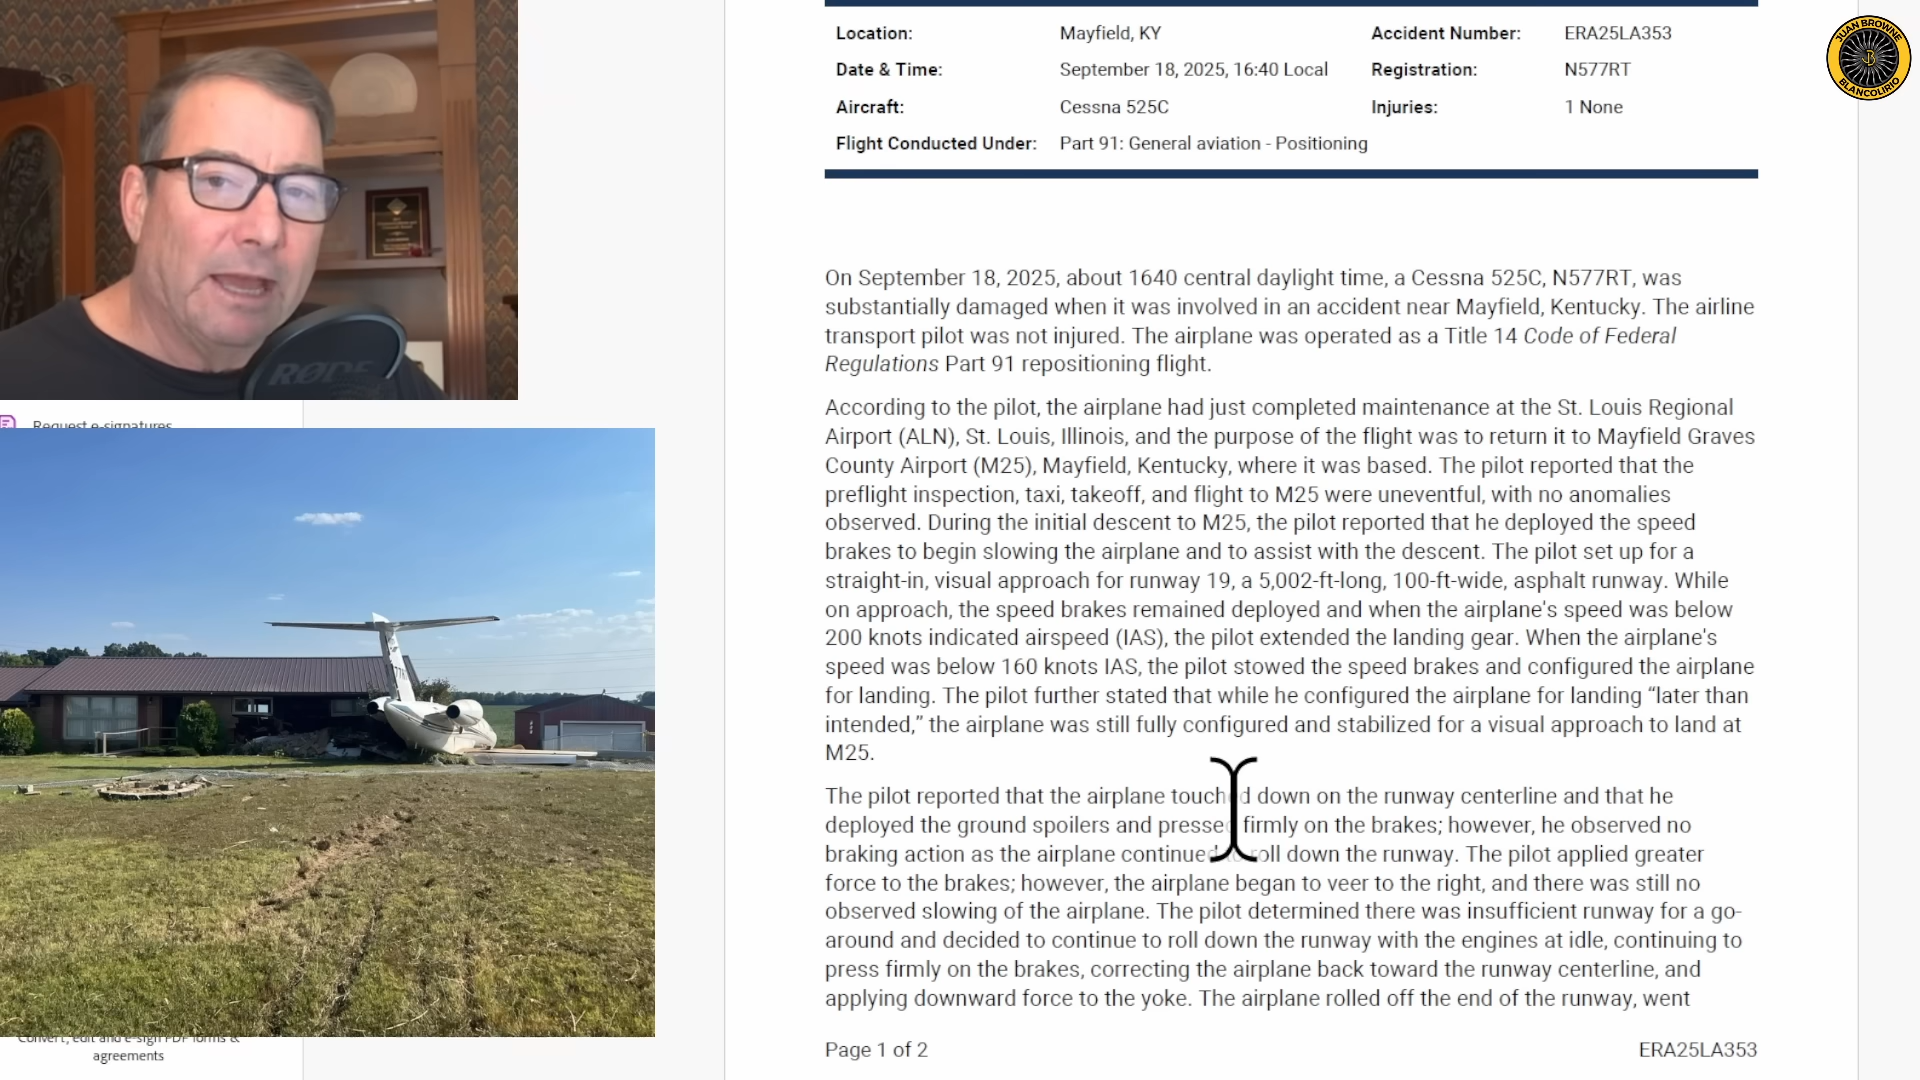 Location: Mayfield, KY Accident Number: ERA25LA353
Date & Time: September 18, 2025, 16:40 Local Registration: N577RT
Aircraft: Cessna 525C Injuries: 1 None
Flight Conducted Under: Part 91: General aviation - Positioning
JUAN BROWNE
B
BLANCOLIRIO
RØDE
Request e-signatures
On September 18, 2025, about 1640 central daylight time, a Cessna 525C, N577RT, was
substantially damaged when it was involved in an accident near Mayfield, Kentucky. The airline
transport pilot was not injured. The airplane was operated as a Title 14 Code of Federal
Regulations Part 91 repositioning flight.
According to the pilot, the airplane had just completed maintenance at the St. Louis Regional
Airport (ALN), St. Louis, Illinois, and the purpose of the flight was to return it to Mayfield Graves
County Airport (M25), Mayfield, Kentucky, where it was based. The pilot reported that the
preflight inspection, taxi, takeoff, and flight to M25 were uneventful, with no anomalies
observed. During the initial descent to M25, the pilot reported that he deployed the speed
brakes to begin slowing the airplane and to assist with the descent. The pilot set up for a
straight-in, visual approach for runway 19, a 5,002-ft-long, 100-ft-wide, asphalt runway. While
on approach, the speed brakes remained deployed and when the airplane's speed was below
200 knots indicated airspeed (IAS), the pilot extended the landing gear. When the airplane's
speed was below 160 knots IAS, the pilot stowed the speed brakes and configured the airplane
for landing. The pilot further stated that while he configured the airplane for landing “later than
intended,” the airplane was still fully configured and stabilized for a visual approach to land at
M25.
The pilot reported that the airplane touched down on the runway centerline and that he
deployed the ground spoilers and pressed firmly on the brakes; however, he observed no
braking action as the airplane continued to roll down the runway. The pilot applied greater
force to the brakes; however, the airplane began to veer to the right, and there was still no
observed slowing of the airplane. The pilot determined there was insufficient runway for a go-
around and decided to continue to roll down the runway with the engines at idle, continuing to
press firmly on the brakes, correcting the airplane back toward the runway centerline, and
applying downward force to the yoke. The airplane rolled off the end of the runway, went
Convert, edit and e-sign PDF forms &
agreements
Page 1 of 2 ERA25LA353